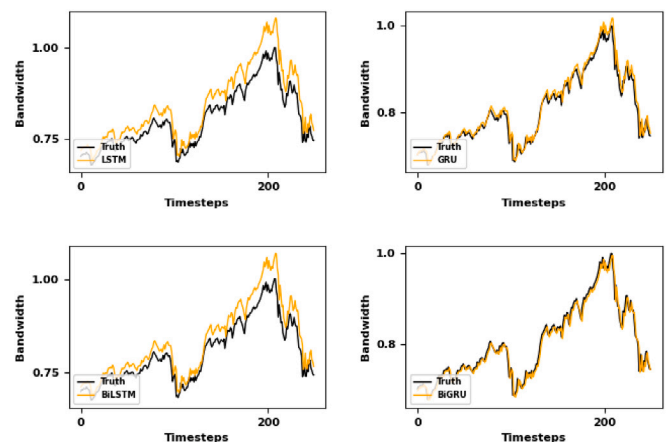 Bandwidth
1.00
0.75
Truth
LSTM
0
200
Timesteps
Bandwidth
1.0
0.8
Truth
GRU
0
200
Timesteps
Bandwidth
1.00
0.75
Truth
BiLSTM
0
200
Timesteps
Bandwidth
1.0
0.8
Truth
BiGRU
0
200
Timesteps